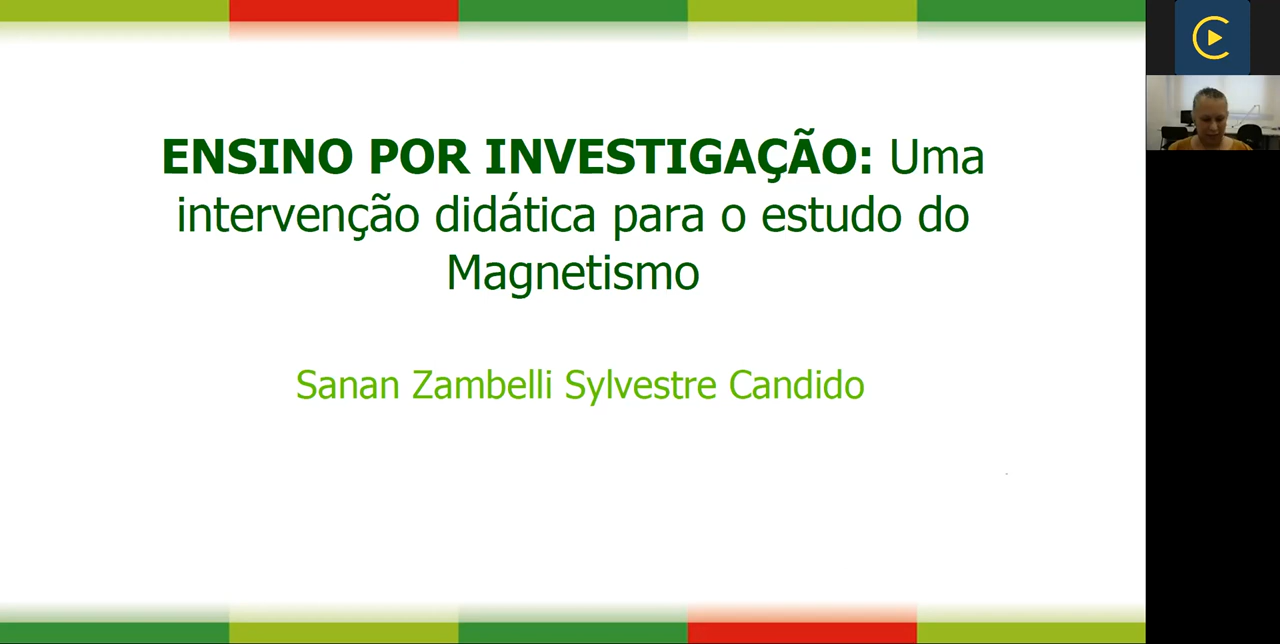 ENSINO POR INVESTIGAÇÃO: Uma
intervenção didática para o estudo do
Magnetismo
Sanan Zambelli Sylvestre Candido